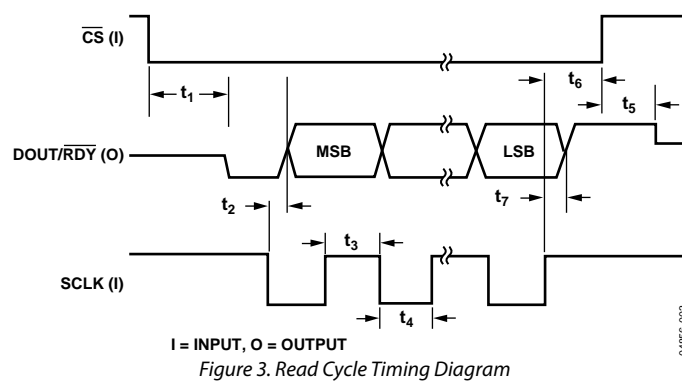 CS (I)
t1
t6
t5
DOUT/RDY (O)
MSB
LSB
t2
t3
t7
SCLK (I)
t4
I = INPUT, O = OUTPUT
Figure 3. Read Cycle Timing Diagram